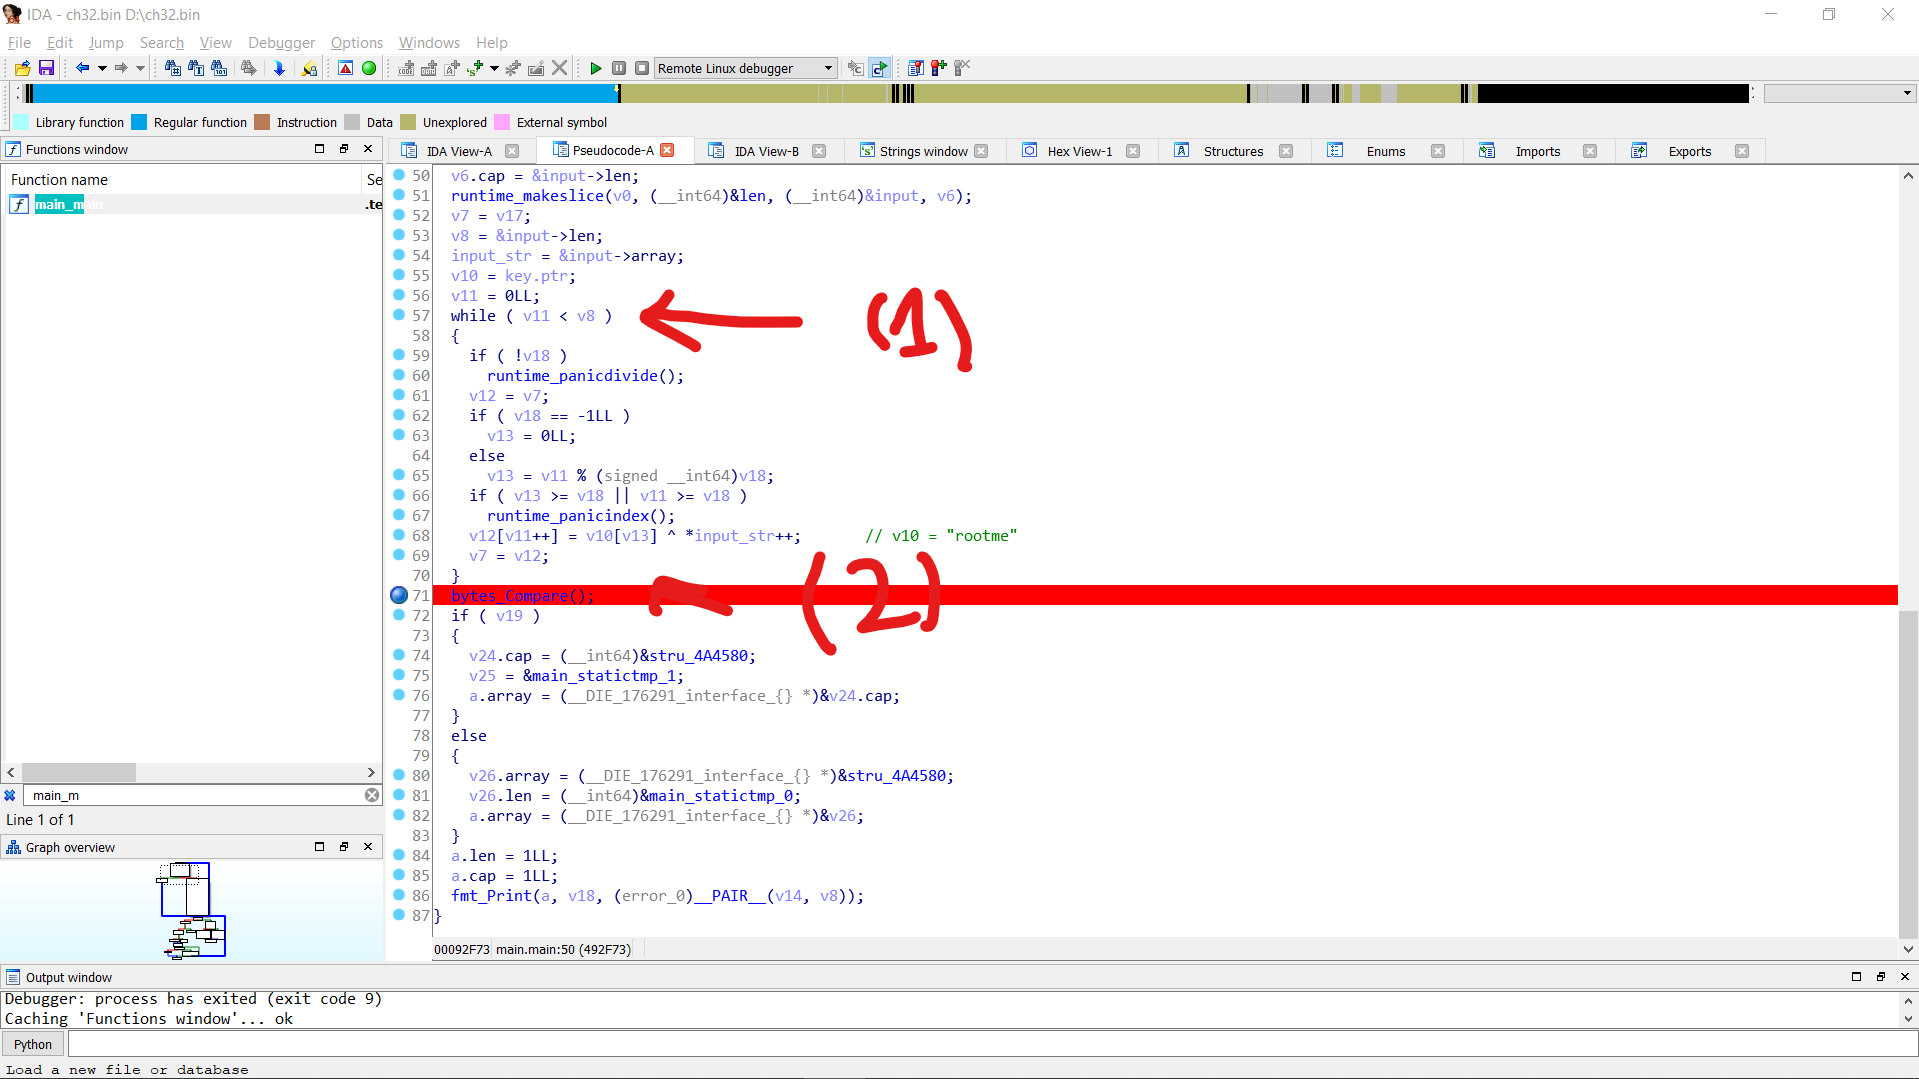 IDA - ch32.bin D:\ch32.bin
File Edit Jump Search View Debugger Options Windows Help
Remote Linux debugger
Library function Regular function Instruction Data Unexplored External symbol
Functions window
IDA View-A Pseudocode-A IDA View-B Strings window Hex View-1 Structures Enums Imports Exports
Function name Se
main_main .te
50 v6.cap = &input->len;
51 runtime_makeslice(v0, (__int64)&len, (__int64)&input, v6);
52 v7 = v17;
53 v8 = &input->len;
54 input_str = &input->array;
55 v10 = key.ptr;
56 v11 = 0LL;
57 while ( v11 < v8 )
(1)
58 {
59 if ( !v18 )
60 runtime_panicdivide();
61 v12 = v7;
62 if ( v18 == -1LL )
63 v13 = 0LL;
64 else
65 v13 = v11 % (signed __int64)v18;
66 if ( v13 >= v18 || v11 >= v18 )
67 runtime_panicindex();
68 v12[v11++] = v10[v13] ^ *input_str++; // v10 = "rootme"
69 v7 = v12;
70 }
71 bytes_Compare();
(2)
72 if ( v19 )
73 {
74 v24.cap = (__int64)&stru_4A4580;
75 v25 = &main_statictmp_1;
76 a.array = (__DIE_176291_interface_{} *)&v24.cap;
77 }
78 else
79 {
80 v26.array = (__DIE_176291_interface_{} *)&stru_4A4580;
81 v26.len = (__int64)&main_statictmp_0;
82 a.array = (__DIE_176291_interface_{} *)&v26;
83 }
84 a.len = 1LL;
85 a.cap = 1LL;
86 fmt_Print(a, v18, (error_0)__PAIR__(v14, v8));
87 }
main_m
Line 1 of 1
Graph overview
00092F73 main.main:50 (492F73)
Output window
Debugger: process has exited (exit code 9)
Caching 'Functions window'... ok
Python
Load a new file or database